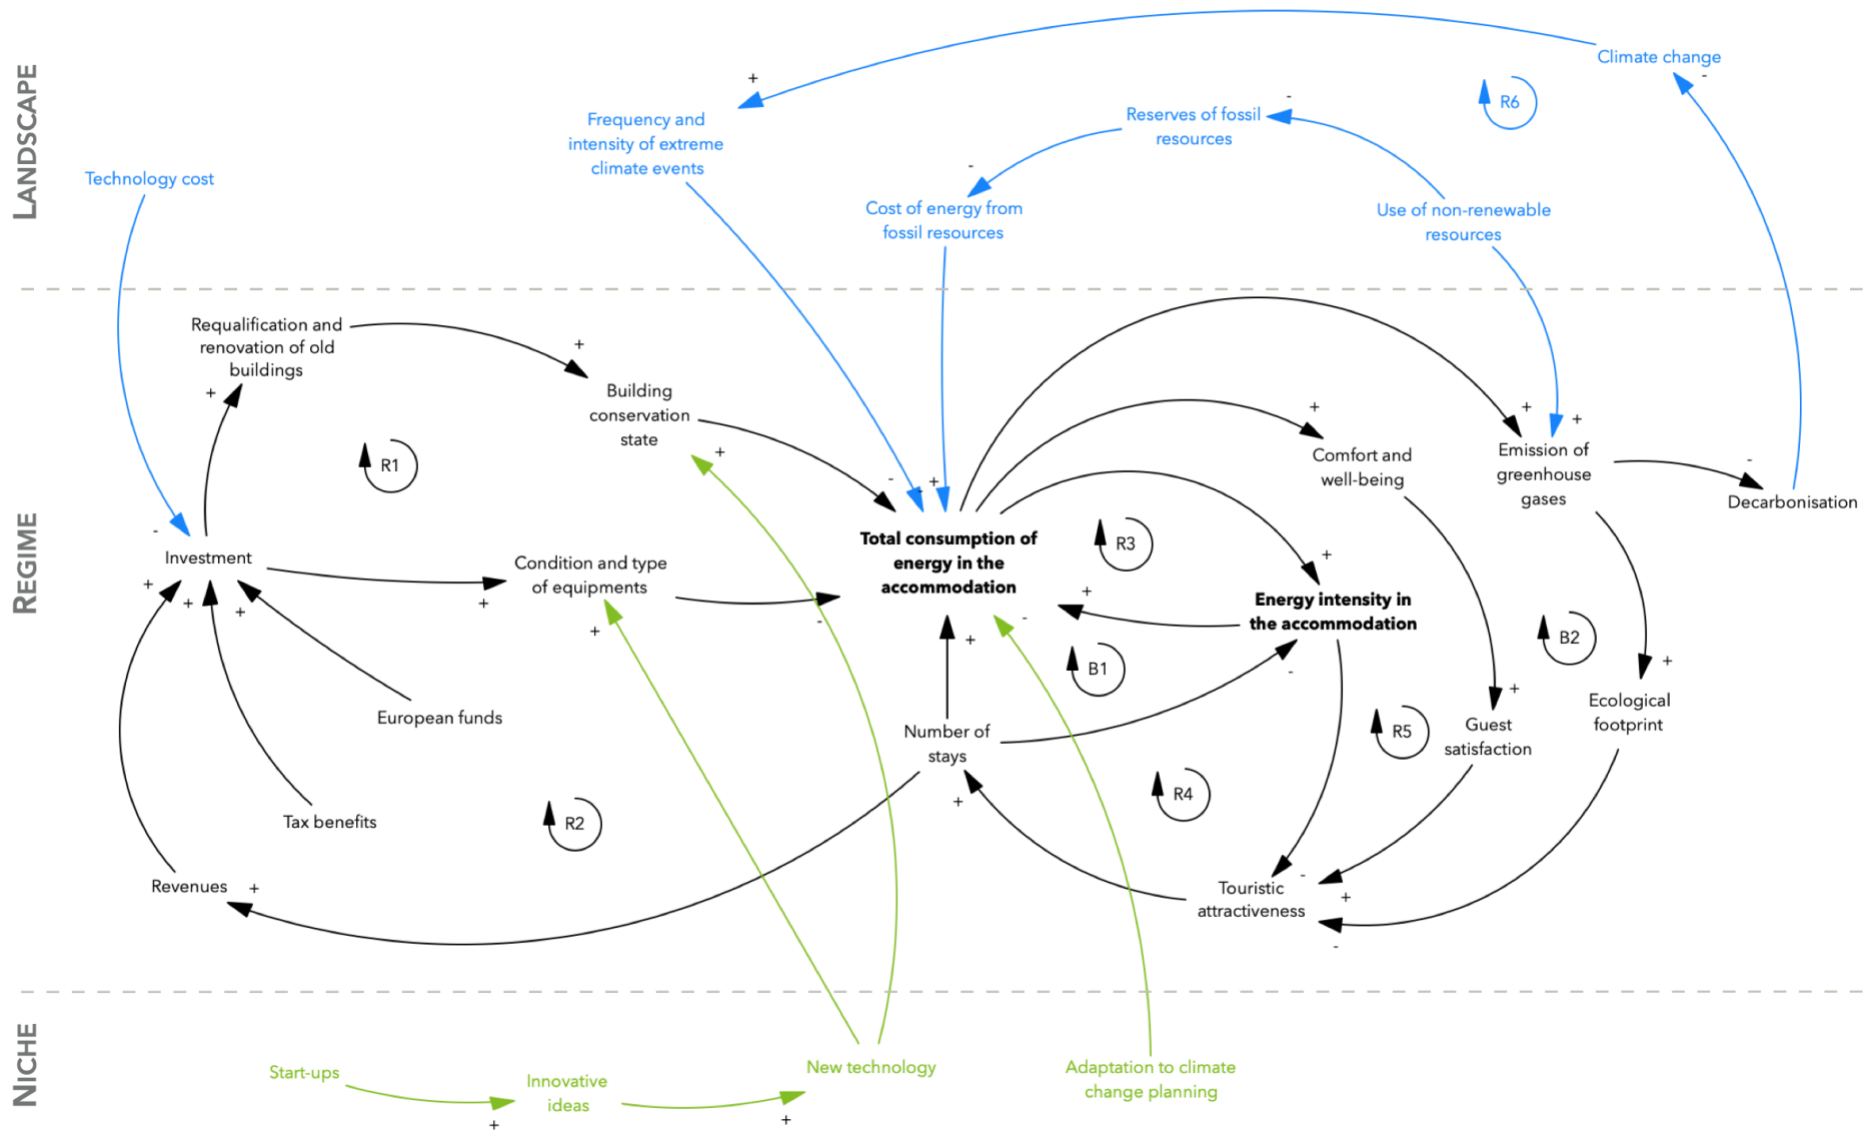 LANDSCAPE
Climate change
-
+
R6
-
Frequency and
intensity of extreme
climate events
Reserves of fossil
resources
-
Technology cost
Cost of energy from
fossil resources
Use of non-renewable
resources
REGIME
Requalification and
renovation of old
buildings
+
+
Building
conservation
state
+
R1
-
-
+
+
Comfort and
well-being
+
+
Emission of
greenhouse
gases
-
Decarbonisation
-
Investment
+
+
+
Condition and type
of equipments
+
+
-
Total consumption of
energy in the
accommodation
R3
+
+
Energy intensity in
the accommodation
-
+
B1
-
B2
+
Ecological
footprint
European funds
Number of
stays
R5
+
Guest
satisfaction
+
R4
Tax benefits
R2
Revenues
+
Touristic
attractiveness
-
+
-
NICHE
Start-ups
+
Innovative
ideas
+
New technology
Adaptation to climate
change planning